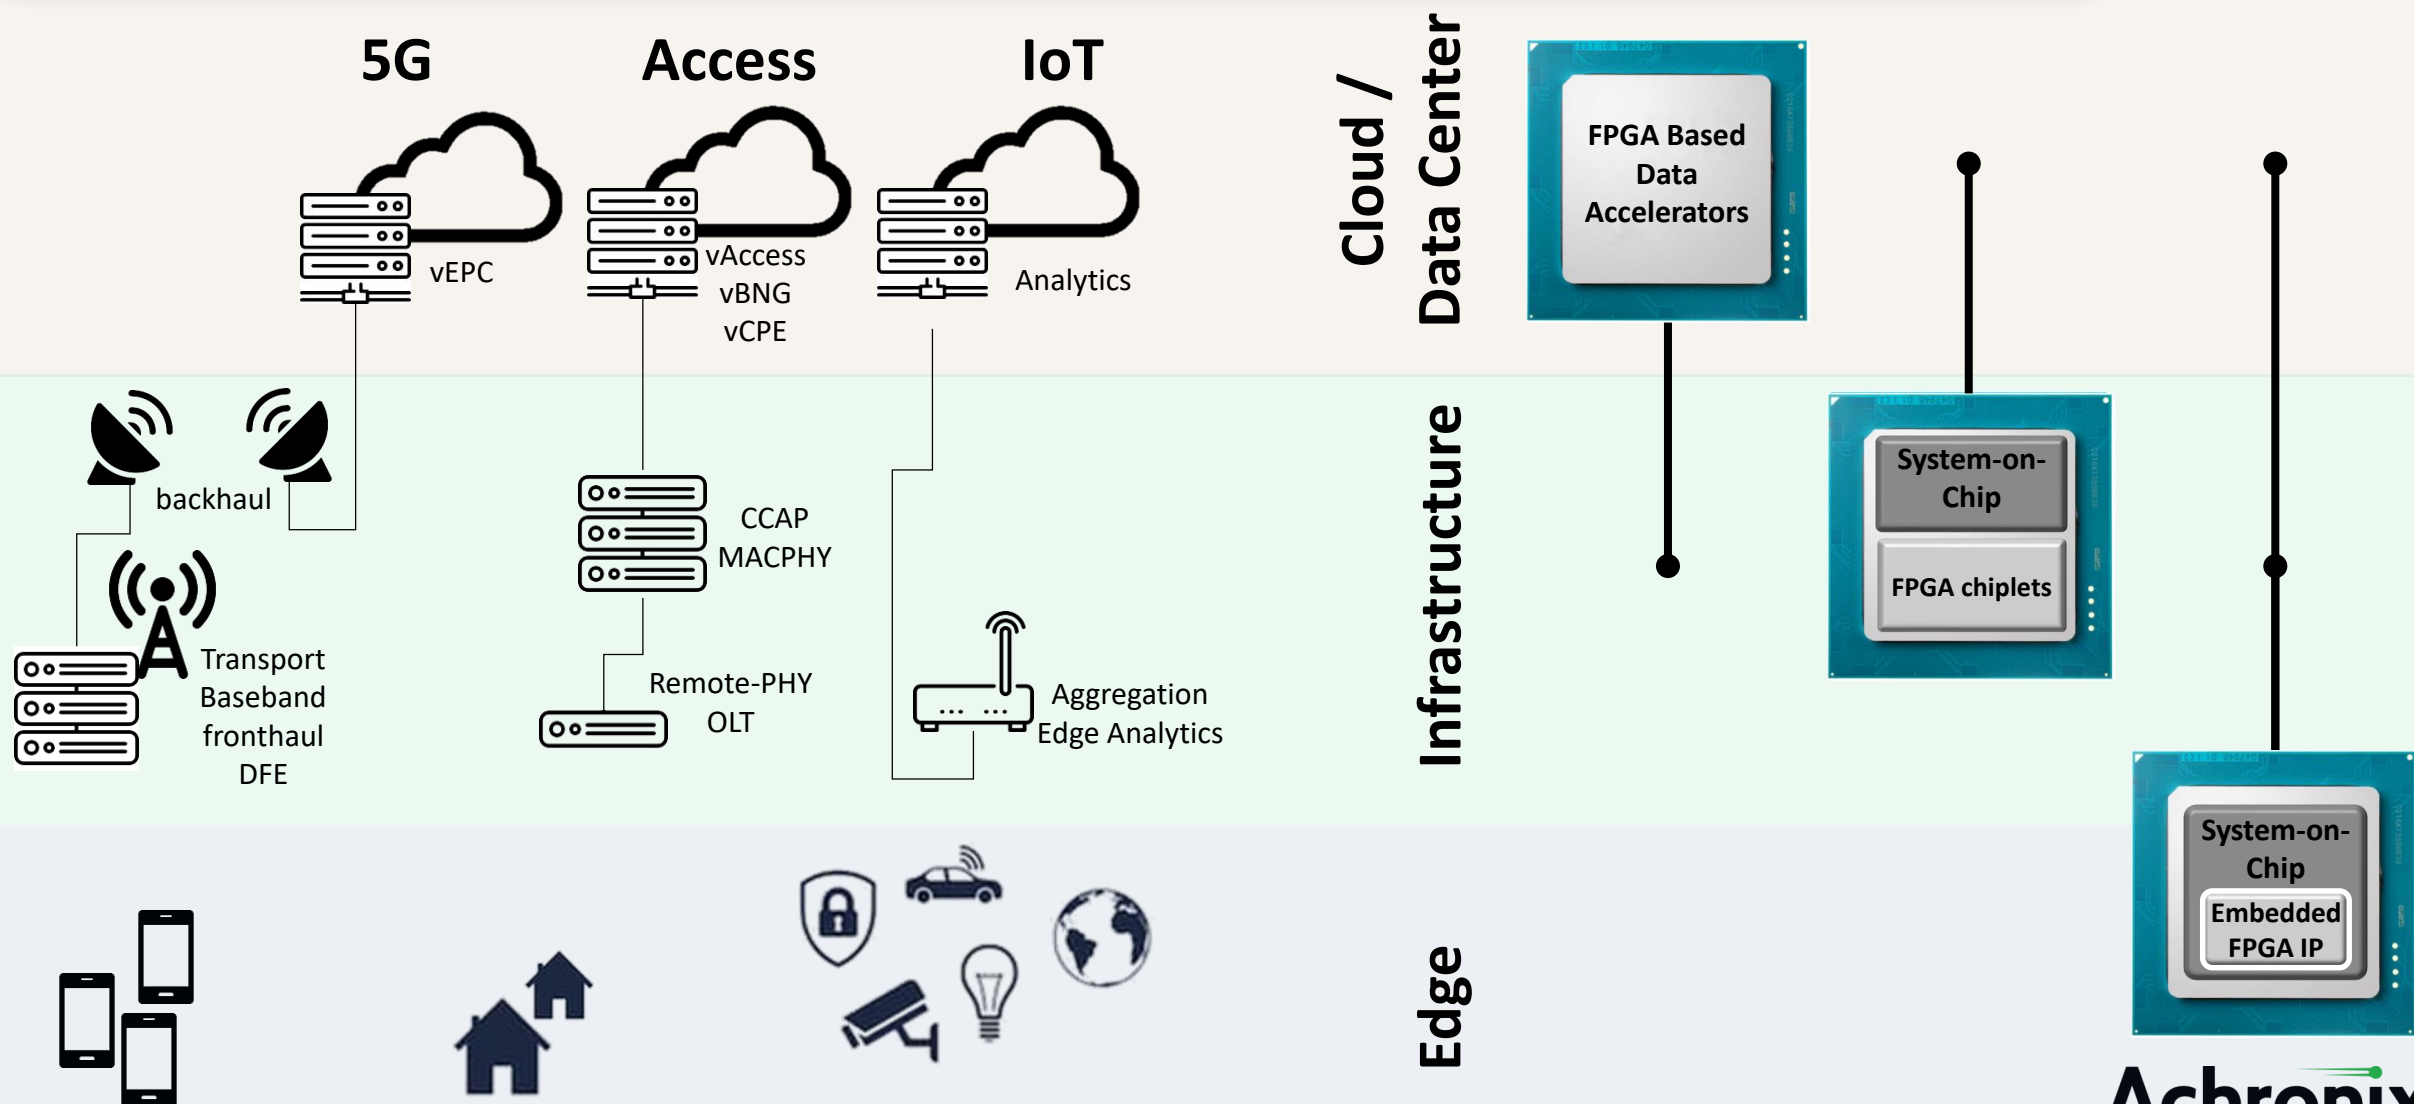 5G
Access
IoT
vEPC
vAccess
vBNG
vCPE
Analytics
Cloud /
Data Center
FPGA Based
Data
Accelerators
backhaul
Transport
Baseband
fronthaul
DFE
CCAP
MACPHY
Remote-PHY
OLT
Aggregation
Edge Analytics
Infrastructure
System-on-
Chip
FPGA chiplets
Edge
System-on-
Chip
Embedded
FPGA IP
Achronix